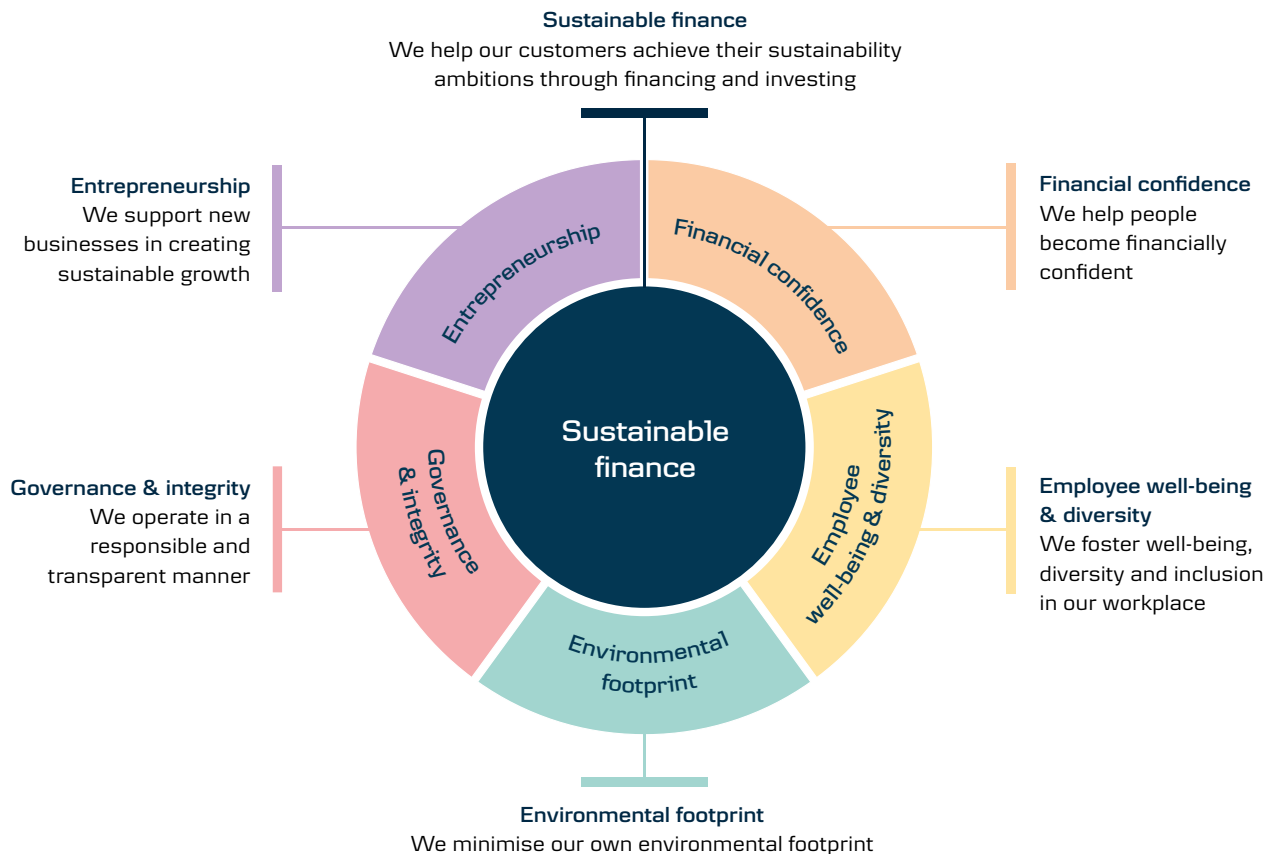 Sustainable finance
We help our customers achieve their sustainability
ambitions through financing and investing
Entrepreneurship
We support new
businesses in creating
sustainable growth
Financial confidence
We help people
become financially
confident
Entrepreneurship
Financial confidence
Sustainable
finance
Governance
& integrity
Employee
well-being & diversity
Environmental
footprint
Governance & integrity
We operate in a
responsible and
transparent manner
Employee well-being
& diversity
We foster well-being,
diversity and inclusion
in our workplace
Environmental footprint
We minimise our own environmental footprint